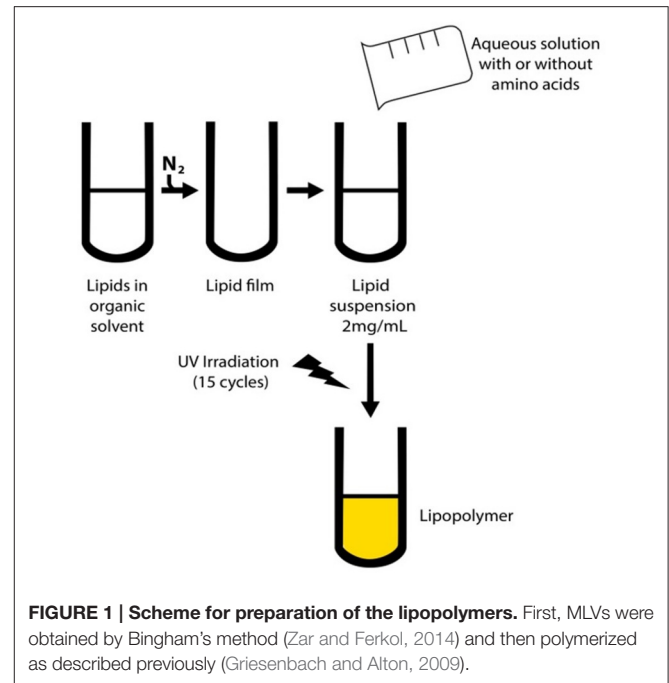 Aqueous solution
with or without
amino acids
N₂
Lipids in
organic
solvent
Lipid film
Lipid
suspension
2mg/mL
UV Irradiation
(15 cycles)
Lipopolymer
FIGURE 1 | Scheme for preparation of the lipopolymers. First, MLVs were
obtained by Bingham's method (Zar and Ferkol, 2014) and then polymerized
as described previously (Griesenbach and Alton, 2009).